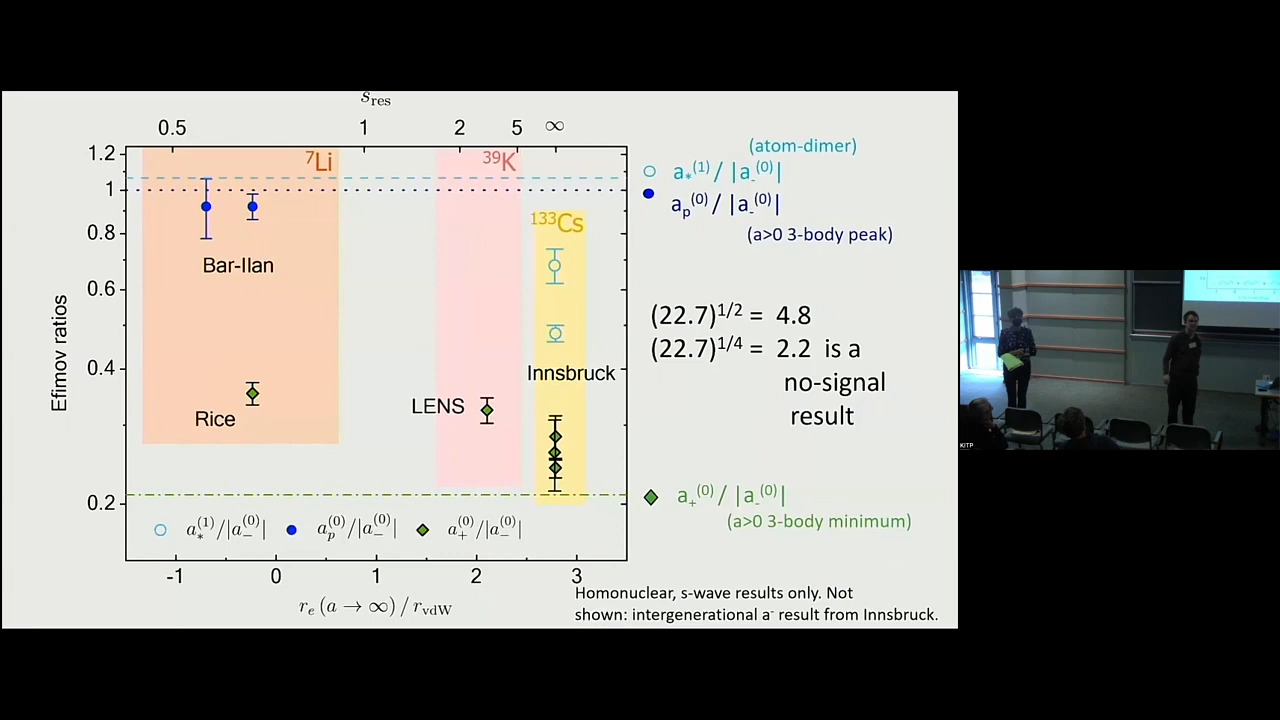 s_res
0.5 1 2 5 ∞
1.2
1
0.8
0.6
0.4
0.2
Efimov ratios
⁷Li
³⁹K
¹³³Cs
Bar-Ilan
Rice
LENS
Innsbruck
a_*^(1)/|a_-^(0)| a_p^(0)/|a_-^(0)| a_+^(0)/|a_-^(0)|
-1 0 1 2 3
r_e (a → ∞) / r_vdW
(atom-dimer)
a_*^(1) / |a_-^(0)|
a_p^(0) / |a_-^(0)|
(a>0 3-body peak)
(22.7)^1/2 = 4.8
(22.7)^1/4 = 2.2 is a
no-signal
result
a_+^(0) / |a_-^(0)|
(a>0 3-body minimum)
Homonuclear, s-wave results only. Not
shown: intergenerational a⁻ result from Innsbruck.
KITP